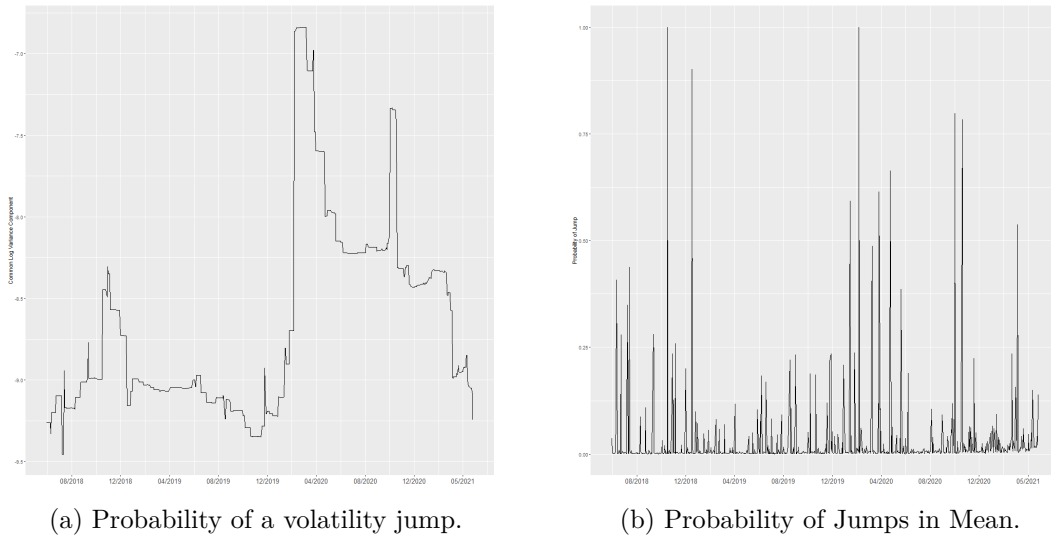 Common Log Variance Component
-7.0
-7.5
-8.0
-8.5
-9.0
-9.5
08/2018 12/2018 04/2019 08/2019 12/2019 04/2020 08/2020 12/2020 05/2021
(a) Probability of a volatility jump.
Probability of Jump
1.00
0.75
0.50
0.25
0.00
08/2018 12/2018 04/2019 08/2019 12/2019 04/2020 08/2020 12/2020 05/2021
(b) Probability of Jumps in Mean.